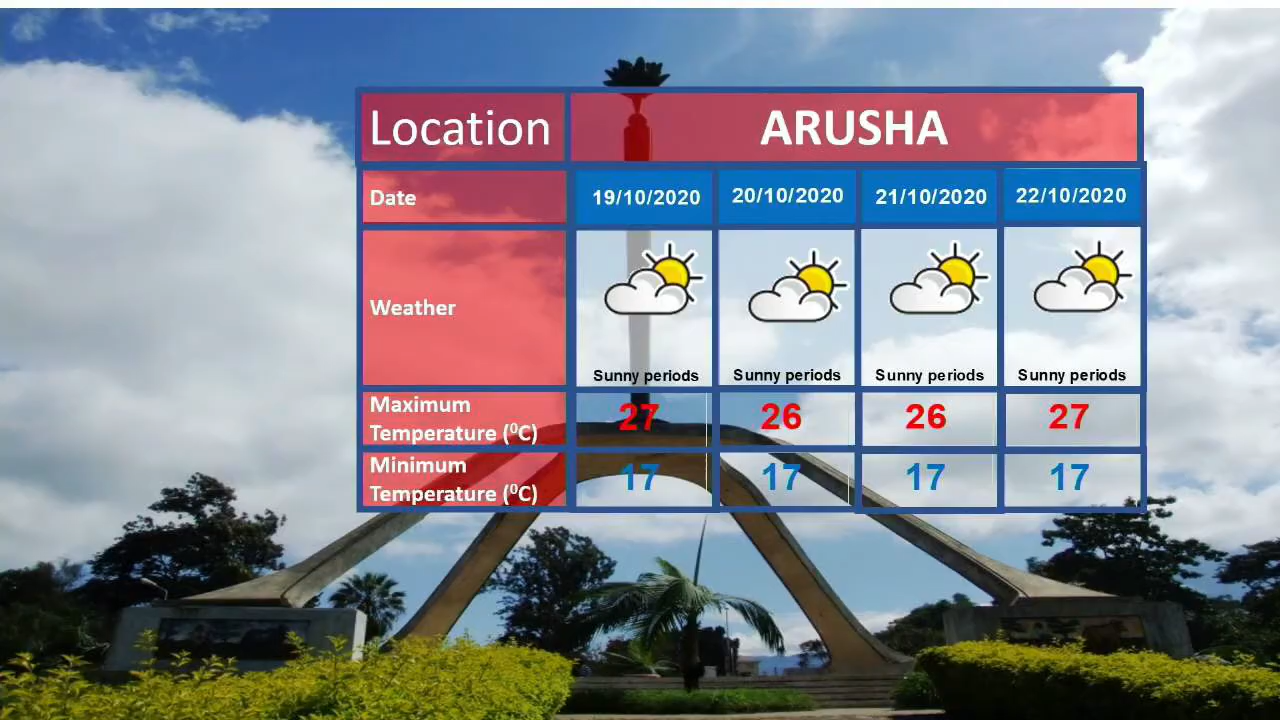 Location ARUSHA
Date 19/10/2020 20/10/2020 21/10/2020 22/10/2020
Weather
Sunny periods Sunny periods Sunny periods Sunny periods
Maximum
Temperature (⁰C) 27 26 26 27
Minimum
Temperature (⁰C) 17 17 17 17